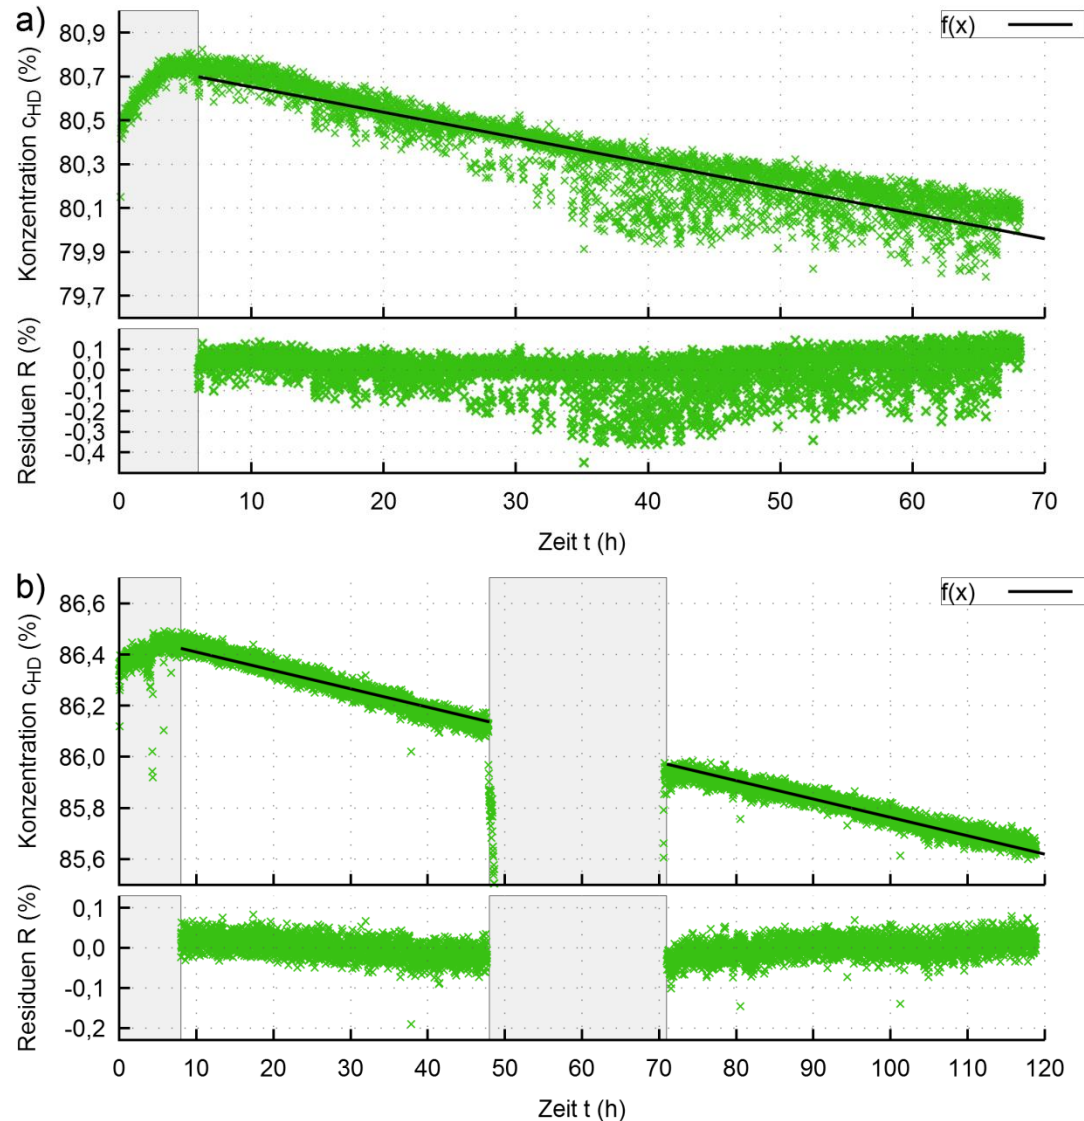 a)
f(x)
Konzentration cHD (%)
80,9
80,7
80,5
80,3
80,1
79,9
79,7
Residuen R (%)
0,1
0,0
-0,1
-0,2
-0,3
-0,4
0 10 20 30 40 50 60 70
Zeit t (h)
b)
f(x)
Konzentration cHD (%)
86,6
86,4
86,2
86,0
85,8
85,6
Residuen R (%)
0,1
0,0
-0,1
-0,2
0 10 20 30 40 50 60 70 80 90 100 110 120
Zeit t (h)